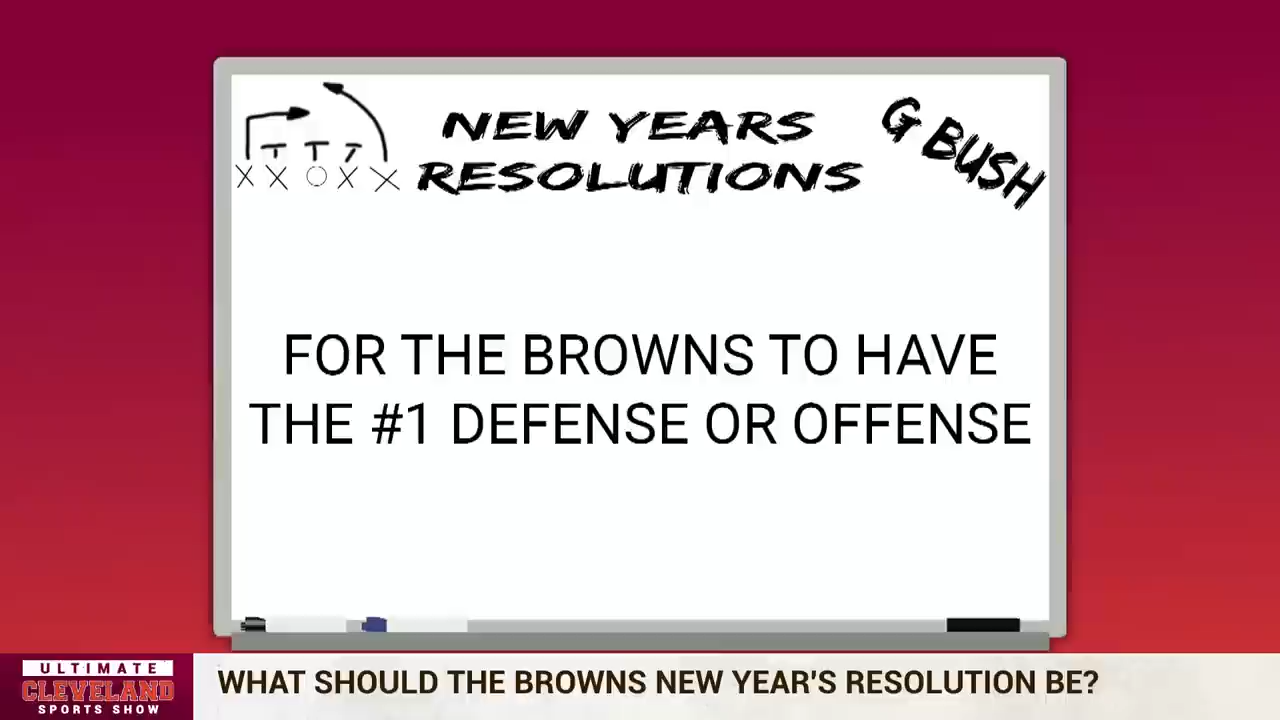 NEW YEARS
RESOLUTIONS
G BUSH
FOR THE BROWNS TO HAVE
THE #1 DEFENSE OR OFFENSE
ULTIMATE
CLEVELAND
SPORTS SHOW
WHAT SHOULD THE BROWNS NEW YEAR'S RESOLUTION BE?